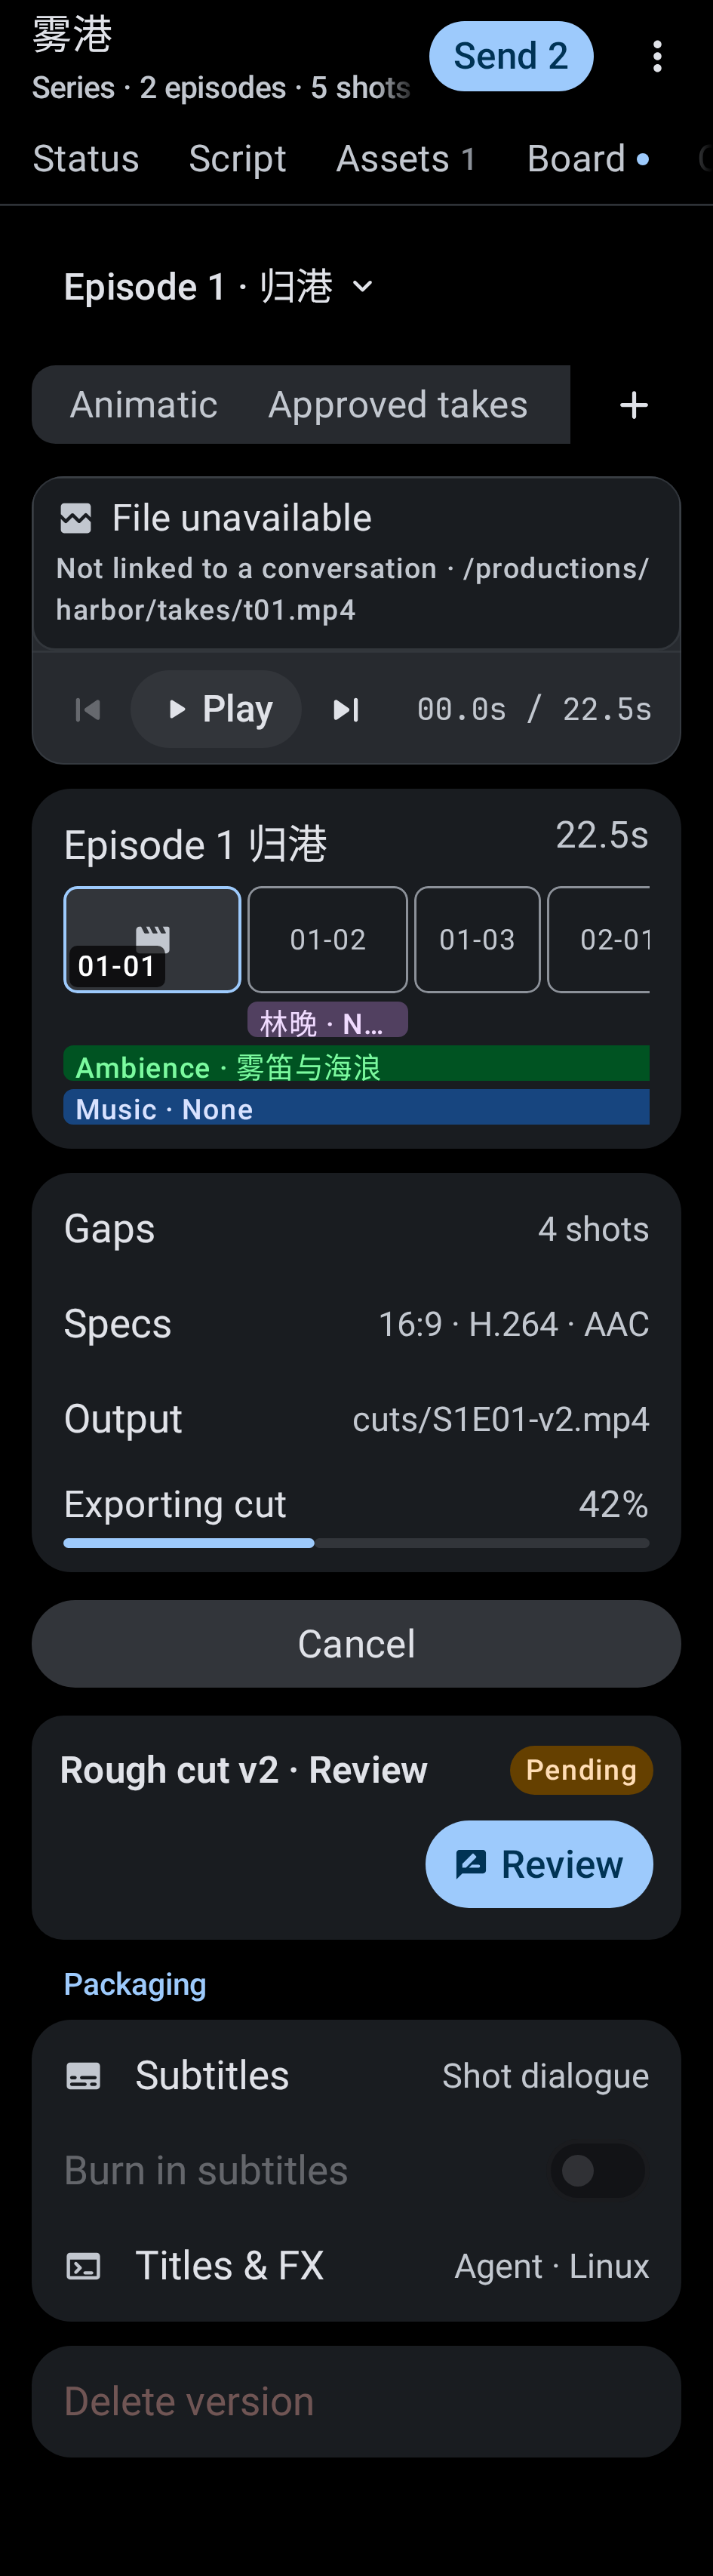 雾港
Send 2
Series · 2 episodes · 5 shots
Status Script Assets 1 Board
Episode 1 · 归港
Animatic Approved takes
File unavailable
Not linked to a conversation · /productions/
harbor/takes/t01.mp4
Play 00.0s / 22.5s
Episode 1 归港 22.5s
01-01 01-02 01-03 02-01
林晚 · N…
Ambience · 雾笛与海浪
Music · None
Gaps 4 shots
Specs 16:9 · H.264 · AAC
Output cuts/S1E01-v2.mp4
Exporting cut 42%
Cancel
Rough cut v2 · Review Pending
Review
Packaging
Subtitles Shot dialogue
Burn in subtitles
Titles & FX Agent · Linux
Delete version